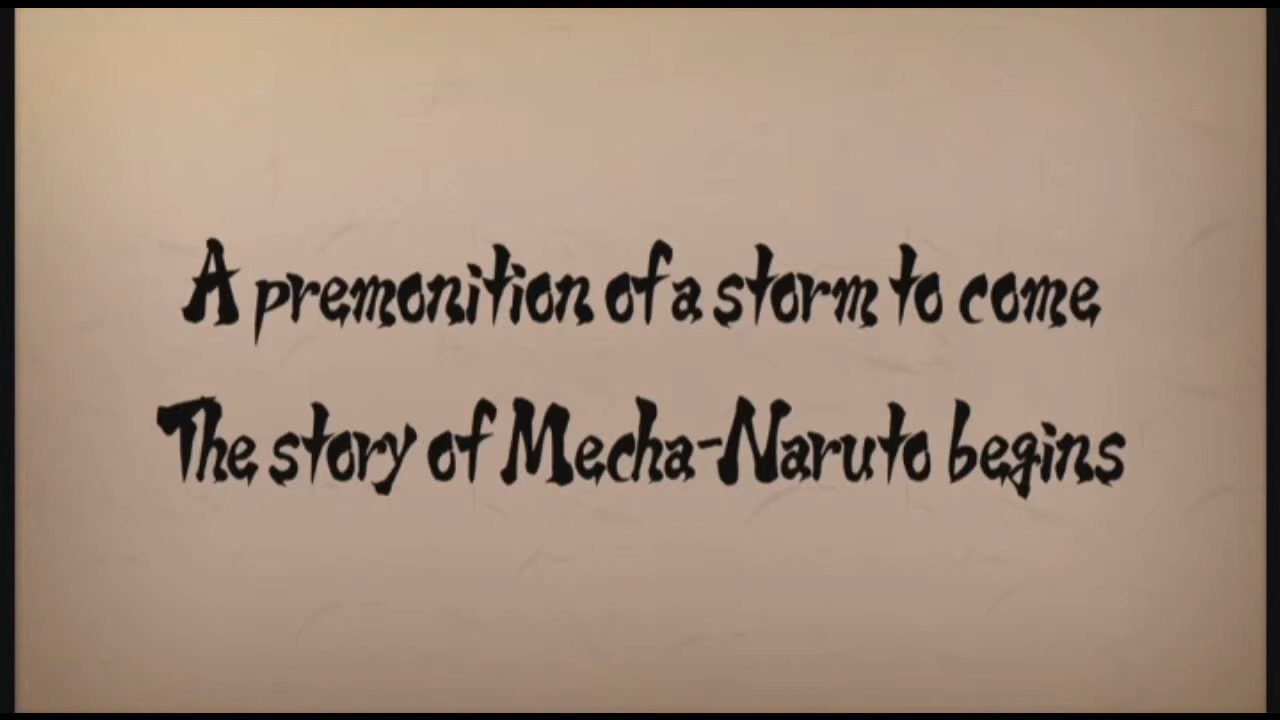 A premonition of a storm to come
The story of Mecha-Naruto begins